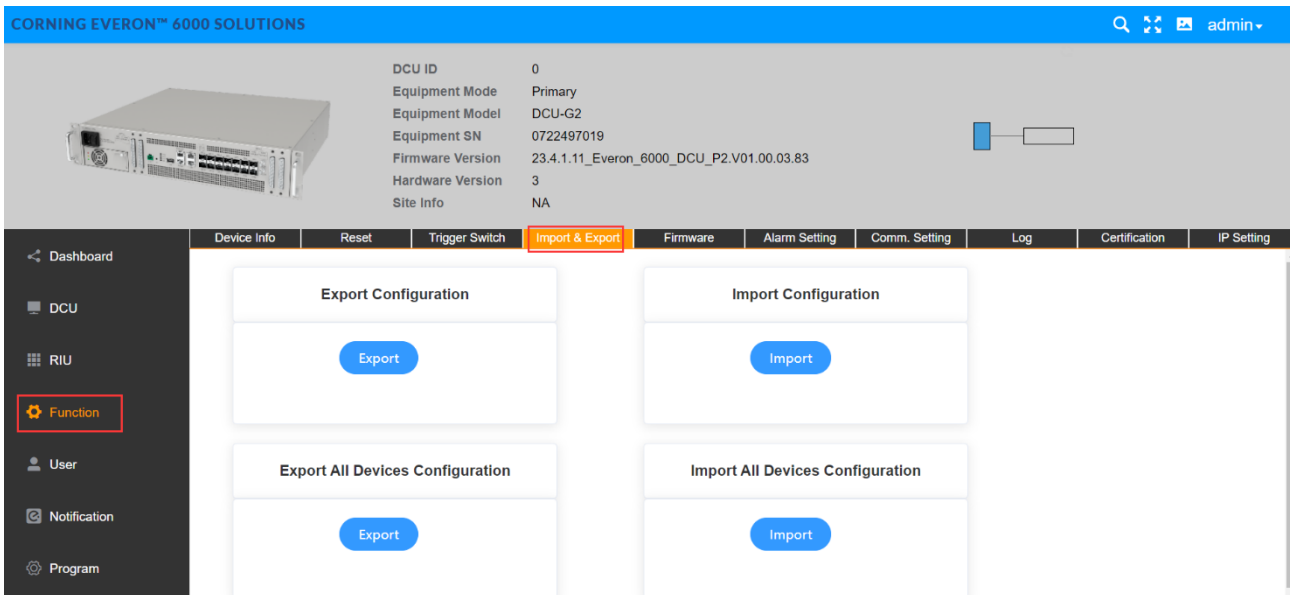 CORNING EVERON™ 6000 SOLUTIONS
admin
DCU ID 0
Equipment Mode Primary
Equipment Model DCU-G2
Equipment SN 0722497019
Firmware Version 23.4.1.11_Everon_6000_DCU_P2.V01.00.03.83
Hardware Version 3
Site Info NA
Device Info Reset Trigger Switch Import & Export Firmware Alarm Setting Comm. Setting Log Certification IP Setting
Dashboard
DCU
RIU
Function
User
Notification
Program
Export Configuration
Export
Import Configuration
Import
Export All Devices Configuration
Export
Import All Devices Configuration
Import